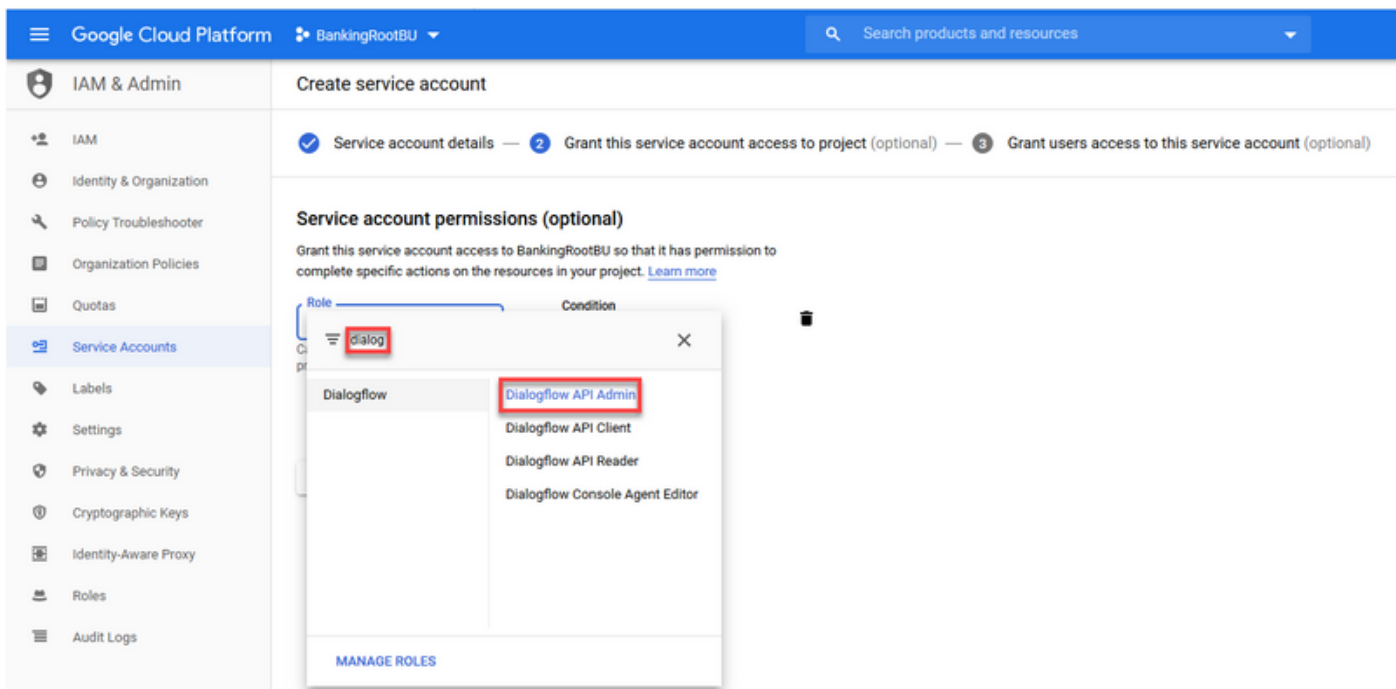 Google Cloud Platform
BankingRootBU
Search products and resources
IAM & Admin
Create service account
IAM
Identity & Organization
Policy Troubleshooter
Organization Policies
Quotas
Service Accounts
Labels
Settings
Privacy & Security
Cryptographic Keys
Identity-Aware Proxy
Roles
Audit Logs
Service account details — 2 Grant this service account access to project (optional) — 3 Grant users access to this service account (optional)
Service account permissions (optional)
Grant this service account access to BankingRootBU so that it has permission to
complete specific actions on the resources in your project. Learn more
Role
Condition
dialog
Dialogflow
Dialogflow API Admin
Dialogflow API Client
Dialogflow API Reader
Dialogflow Console Agent Editor
MANAGE ROLES